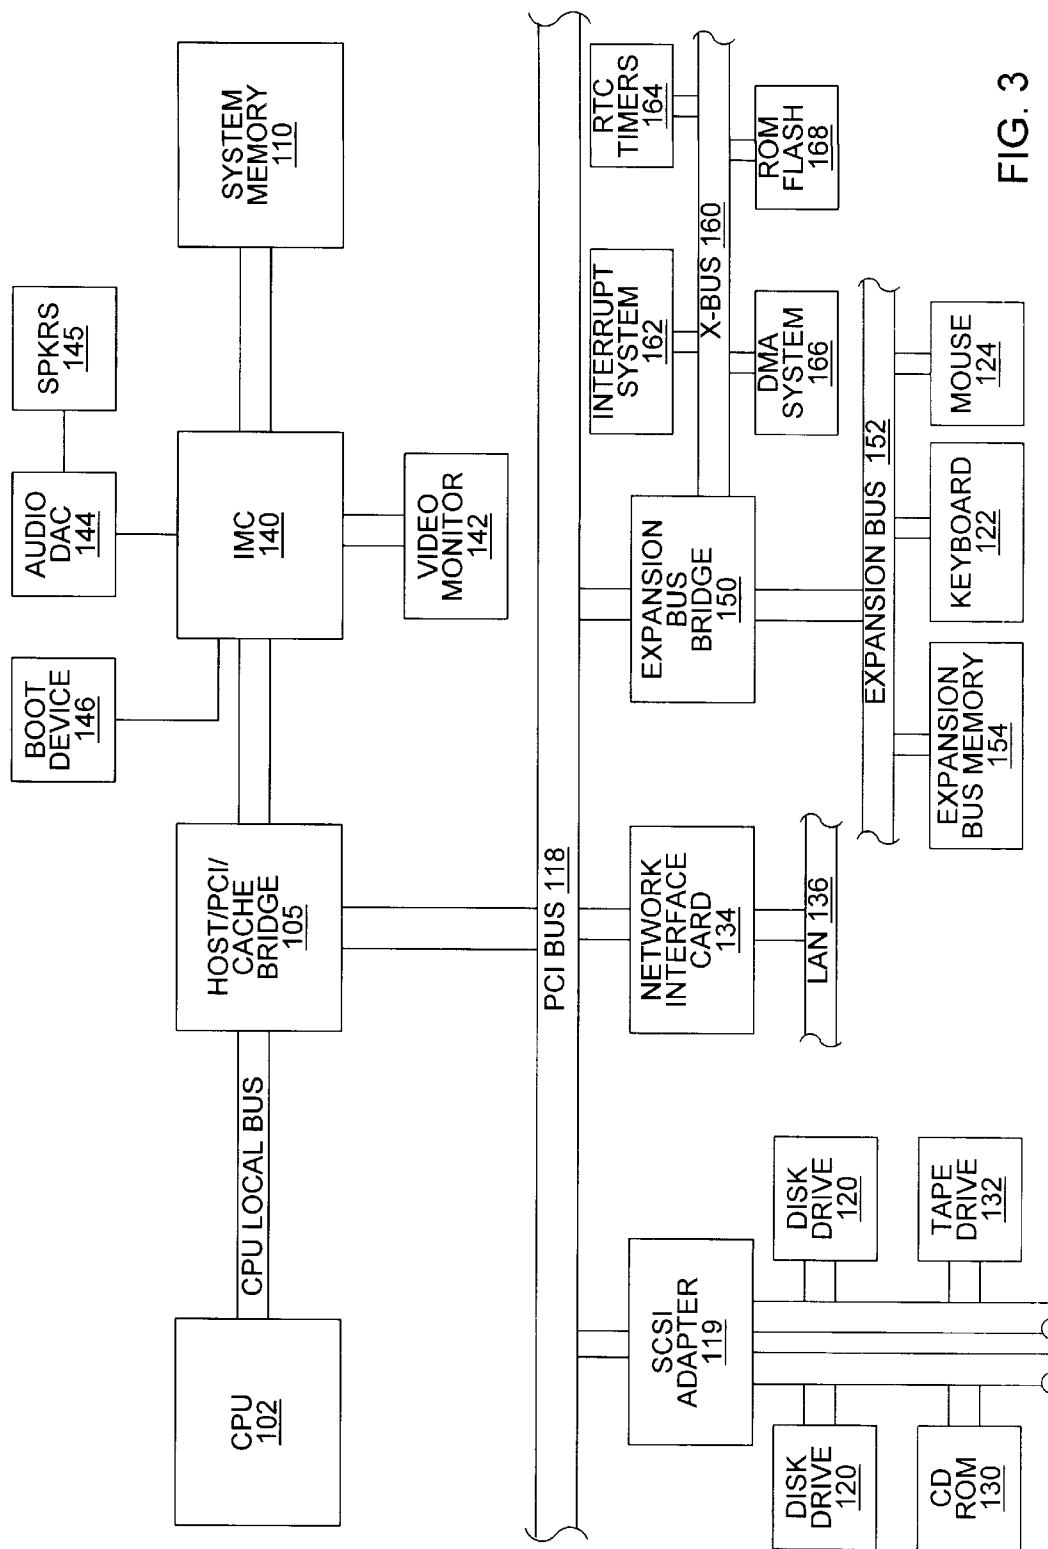 CPU
102
CPU LOCAL BUS
HOST/PCI/
CACHE
BRIDGE
105
BOOT
DEVICE
146
AUDIO
DAC
144
SPKRS
145
IMC
140
SYSTEM
MEMORY
110
VIDEO
MONITOR
142
PCI BUS 118
SCSI
ADAPTER
119
DISK
DRIVE
120
DISK
DRIVE
120
CD
ROM
130
TAPE
DRIVE
132
NETWORK
INTERFACE
CARD
134
LAN 136
EXPANSION
BUS
BRIDGE
150
INTERRUPT
SYSTEM
162
RTC
TIMERS
164
X-BUS 160
DMA
SYSTEM
166
ROM
FLASH
168
EXPANSION BUS 152
EXPANSION
BUS MEMORY
154
KEYBOARD
122
MOUSE
124
FIG. 3